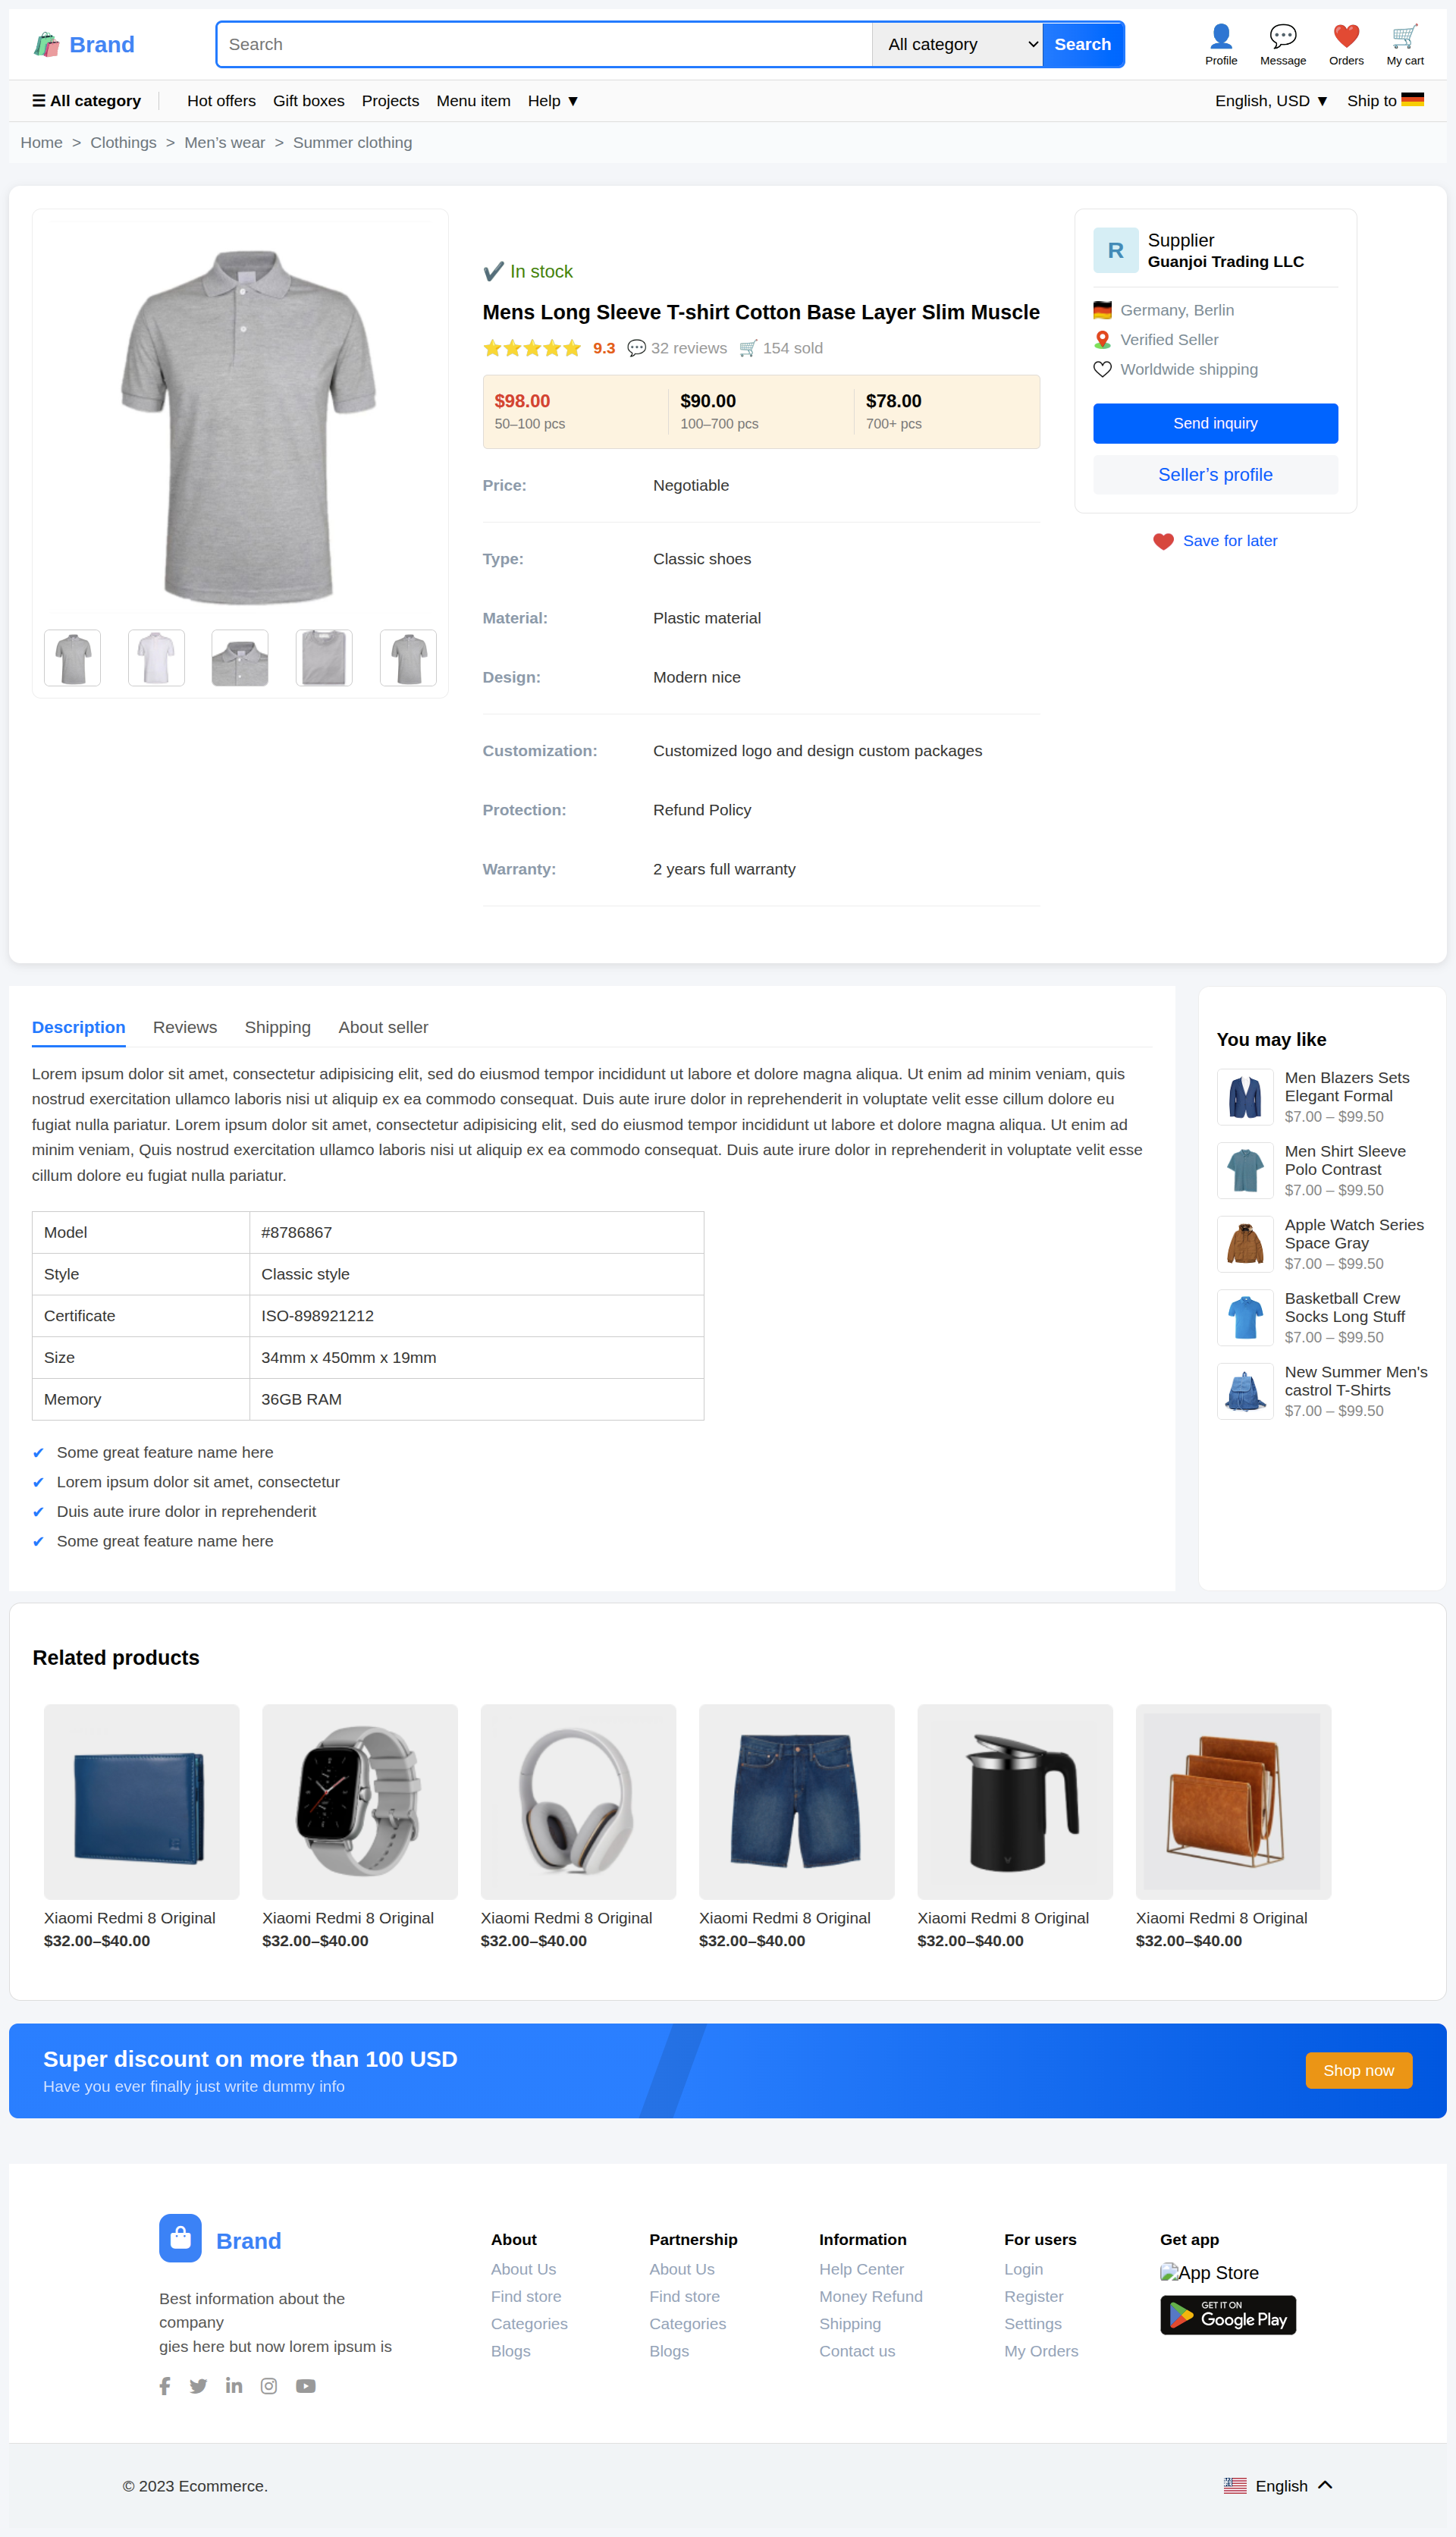 Brand
Search
All category
Search
Profile
Message
Orders
My cart
☰ All category
Hot offers
Gift boxes
Projects
Menu item
Help ▼
English, USD ▼
Ship to
Home > Clothings > Men’s wear > Summer clothing
✔ In stock
Mens Long Sleeve T-shirt Cotton Base Layer Slim Muscle
9.3
32 reviews
154 sold
$98.00
50–100 pcs
$90.00
100–700 pcs
$78.00
700+ pcs
Price: Negotiable
Type: Classic shoes
Material: Plastic material
Design: Modern nice
Customization: Customized logo and design custom packages
Protection: Refund Policy
Warranty: 2 years full warranty
R
Supplier
Guanjoi Trading LLC
Germany, Berlin
Verified Seller
Worldwide shipping
Send inquiry
Seller’s profile
Save for later
Description
Reviews
Shipping
About seller
Lorem ipsum dolor sit amet, consectetur adipisicing elit, sed do eiusmod tempor incididunt ut labore et dolore magna aliqua. Ut enim ad minim veniam, quis
nostrud exercitation ullamco laboris nisi ut aliquip ex ea commodo consequat. Duis aute irure dolor in reprehenderit in voluptate velit esse cillum dolore eu
fugiat nulla pariatur. Lorem ipsum dolor sit amet, consectetur adipisicing elit, sed do eiusmod tempor incididunt ut labore et dolore magna aliqua. Ut enim ad
minim veniam, Quis nostrud exercitation ullamco laboris nisi ut aliquip ex ea commodo consequat. Duis aute irure dolor in reprehenderit in voluptate velit esse
cillum dolore eu fugiat nulla pariatur.
Model #8786867
Style Classic style
Certificate ISO-898921212
Size 34mm x 450mm x 19mm
Memory 36GB RAM
✔ Some great feature name here
✔ Lorem ipsum dolor sit amet, consectetur
✔ Duis aute irure dolor in reprehenderit
✔ Some great feature name here
You may like
Men Blazers Sets
Elegant Formal
$7.00 – $99.50
Men Shirt Sleeve
Polo Contrast
$7.00 – $99.50
Apple Watch Series
Space Gray
$7.00 – $99.50
Basketball Crew
Socks Long Stuff
$7.00 – $99.50
New Summer Men's
castrol T-Shirts
$7.00 – $99.50
Related products
Xiaomi Redmi 8 Original
$32.00–$40.00
Xiaomi Redmi 8 Original
$32.00–$40.00
Xiaomi Redmi 8 Original
$32.00–$40.00
Xiaomi Redmi 8 Original
$32.00–$40.00
Xiaomi Redmi 8 Original
$32.00–$40.00
Xiaomi Redmi 8 Original
$32.00–$40.00
Super discount on more than 100 USD
Have you ever finally just write dummy info
Shop now
Brand
Best information about the
company
gies here but now lorem ipsum is
About
About Us
Find store
Categories
Blogs
Partnership
About Us
Find store
Categories
Blogs
Information
Help Center
Money Refund
Shipping
Contact us
For users
Login
Register
Settings
My Orders
Get app
App Store
GET IT ON
Google Play
© 2023 Ecommerce.
English